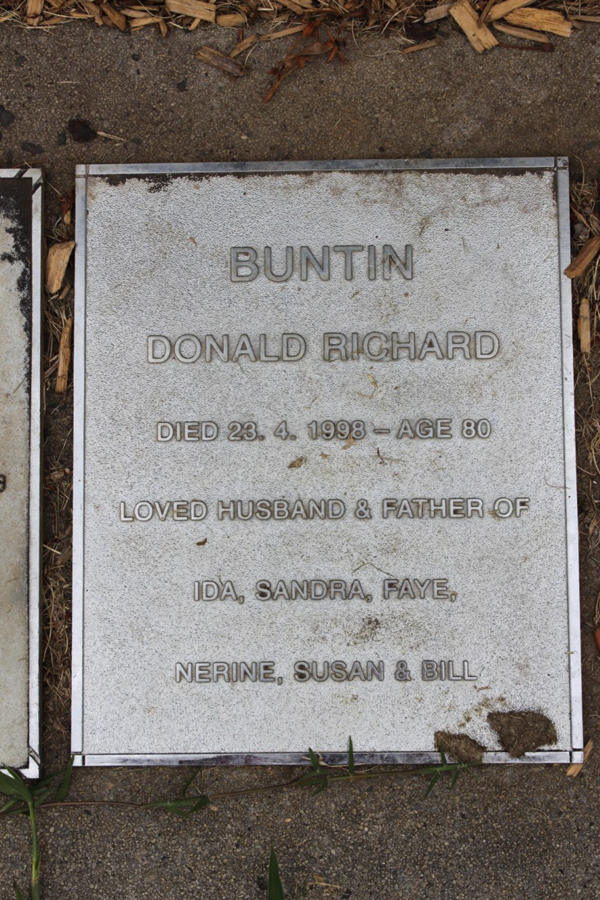 BUNTIN
DONALD RICHARD
DIED 23. 4. 1998 – AGE 80
LOVED HUSBAND & FATHER OF
IDA, SANDRA, FAYE,
NERINE, SUSAN & BILL